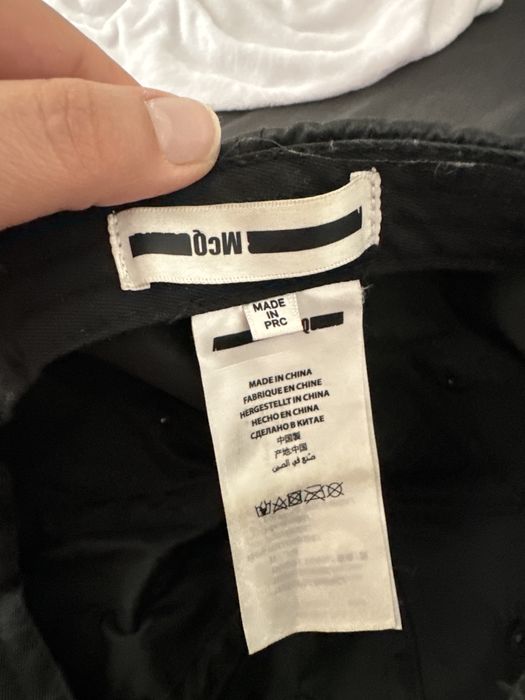 McQ
MADE
IN
PRC
Q
MADE IN CHINA
FABRIQUE EN CHINE
HERGESTELLT IN CHINA
HECHO EN CHINA
СДЕЛАНО В КИТАЕ
中国製
产地:中国
صنع في الصين